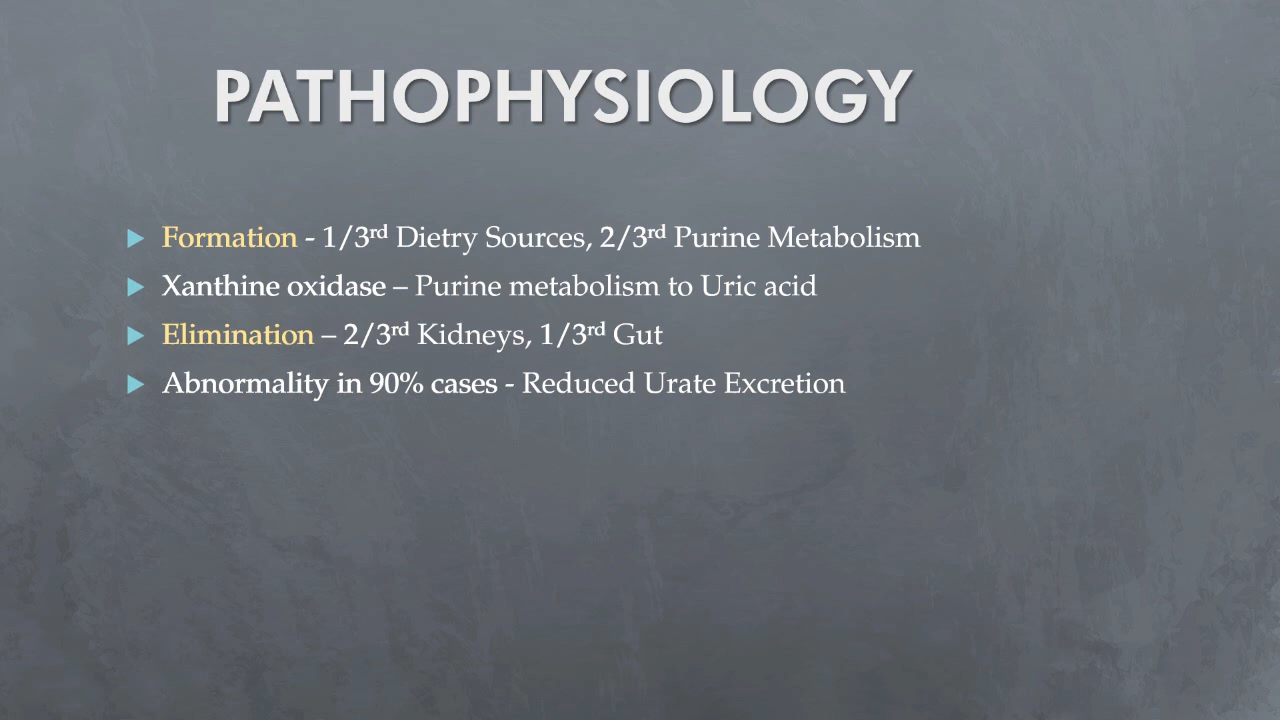 PATHOPHYSIOLOGY
Formation - 1/3rd Dietry Sources, 2/3rd Purine Metabolism
Xanthine oxidase – Purine metabolism to Uric acid
Elimination – 2/3rd Kidneys, 1/3rd Gut
Abnormality in 90% cases - Reduced Urate Excretion